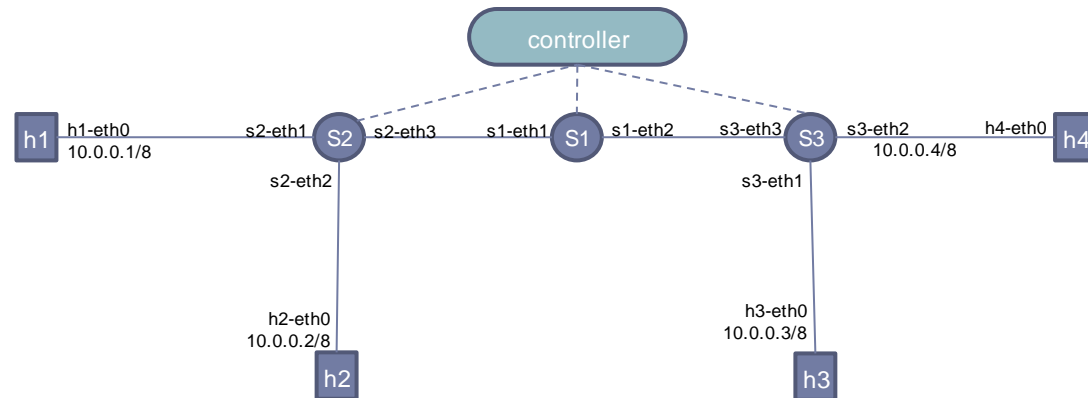 controller
h1
h1-eth0
10.0.0.1/8
s2-eth1
S2
s2-eth3
s1-eth1
S1
s1-eth2
s3-eth3
S3
s3-eth2
10.0.0.4/8
h4-eth0
h4
s2-eth2
s3-eth1
h2-eth0
10.0.0.2/8
h2
h3-eth0
10.0.0.3/8
h3